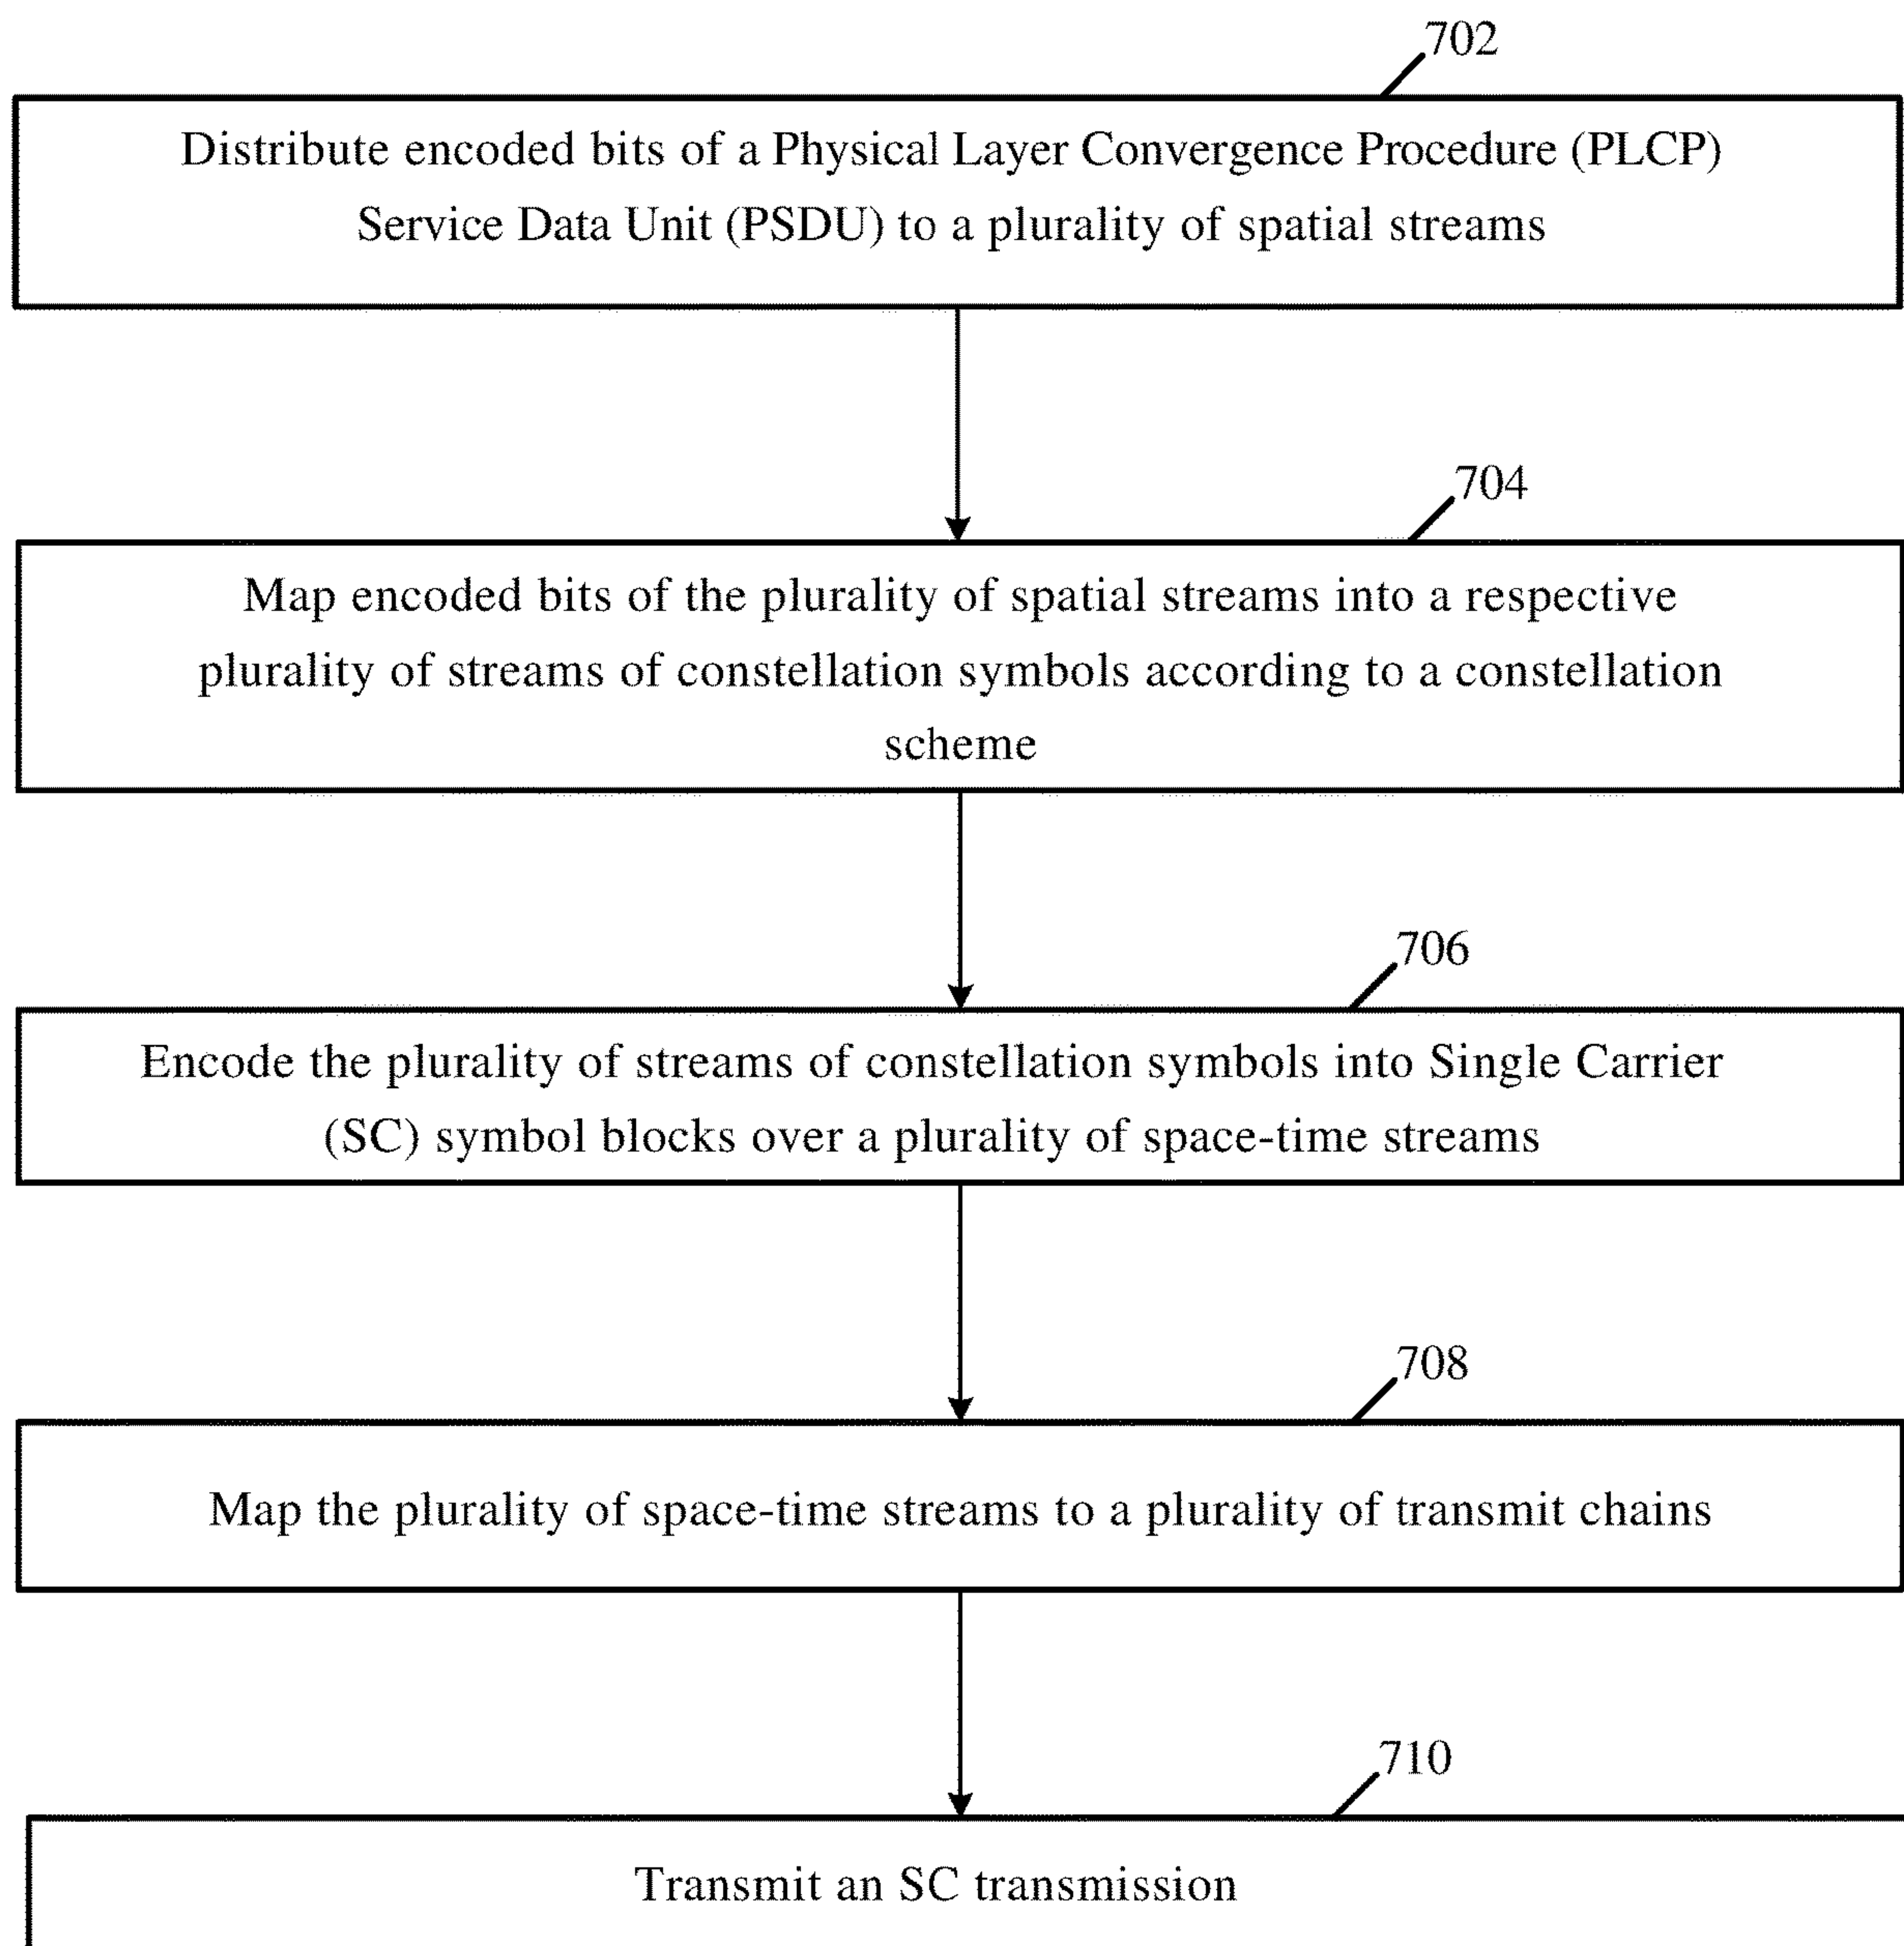 702
Distribute encoded bits of a Physical Layer Convergence Procedure (PLCP)
Service Data Unit (PSDU) to a plurality of spatial streams
704
Map encoded bits of the plurality of spatial streams into a respective
plurality of streams of constellation symbols according to a constellation
scheme
706
Encode the plurality of streams of constellation symbols into Single Carrier
(SC) symbol blocks over a plurality of space-time streams
708
Map the plurality of space-time streams to a plurality of transmit chains
710
Transmit an SC transmission